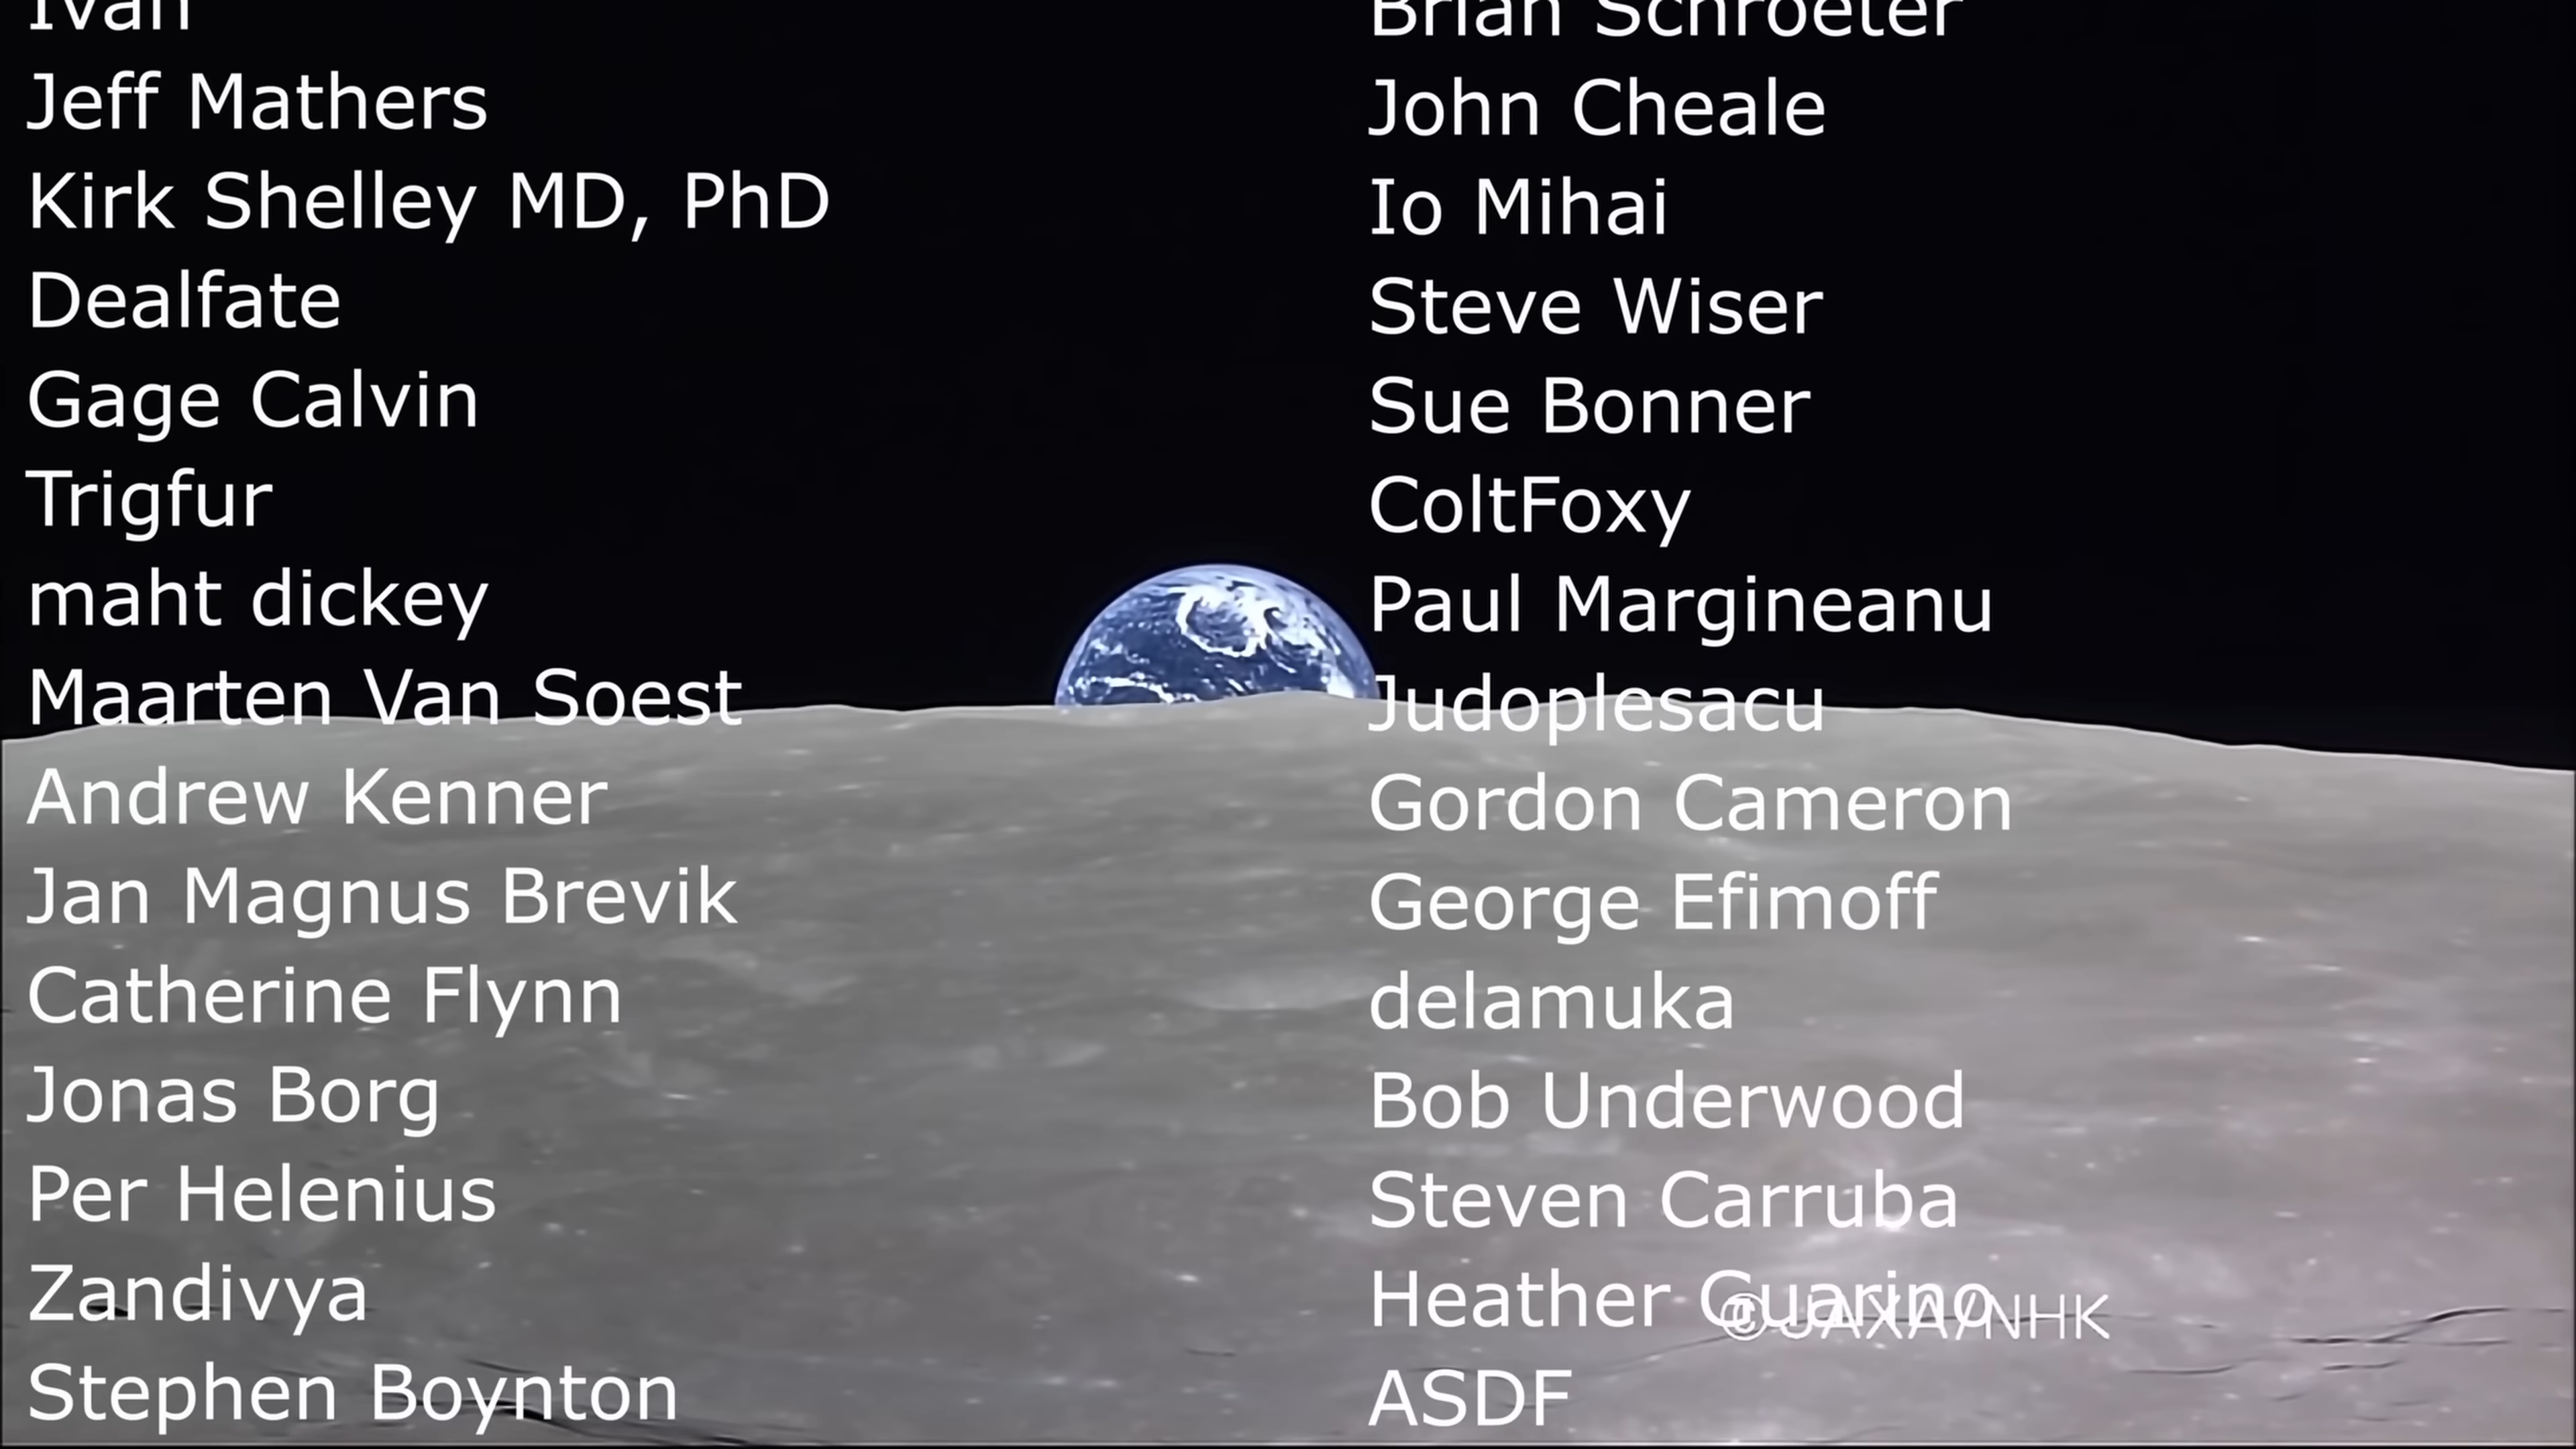 Ivan
Jeff Mathers
Kirk Shelley MD, PhD
Dealfate
Gage Calvin
Trigfur
maht dickey
Maarten Van Soest
Andrew Kenner
Jan Magnus Brevik
Catherine Flynn
Jonas Borg
Per Helenius
Zandivya
Stephen Boynton
Brian Schroeter
John Cheale
Io Mihai
Steve Wiser
Sue Bonner
ColtFoxy
Paul Margineanu
Judoplesacu
Gordon Cameron
George Efimoff
delamuka
Bob Underwood
Steven Carruba
Heather Guarino
©JAXA/NHK
ASDF